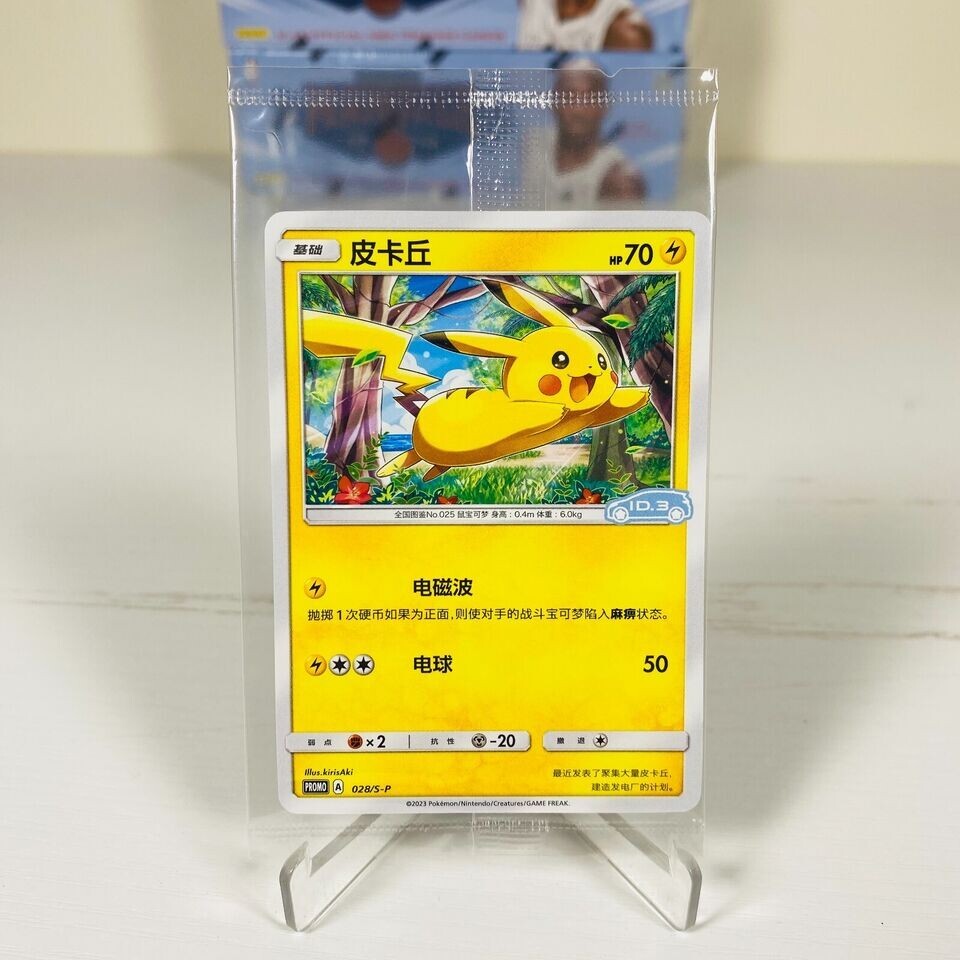 基础 皮卡丘 HP70
全国图鉴No.025 鼠宝可梦 身高：0.4m 体重：6.0kg
ID.3
电磁波
抛掷1次硬币如果为正面,则使对手的战斗宝可梦陷入麻痹状态。
电球 50
弱点 ×2 抗性 -20 撤退
Illus.kirisAki
PROMO A 028/S-P
最近发表了聚集大量皮卡丘,
建造发电厂的计划。
©2023 Pokémon/Nintendo/Creatures/GAME FREAK.